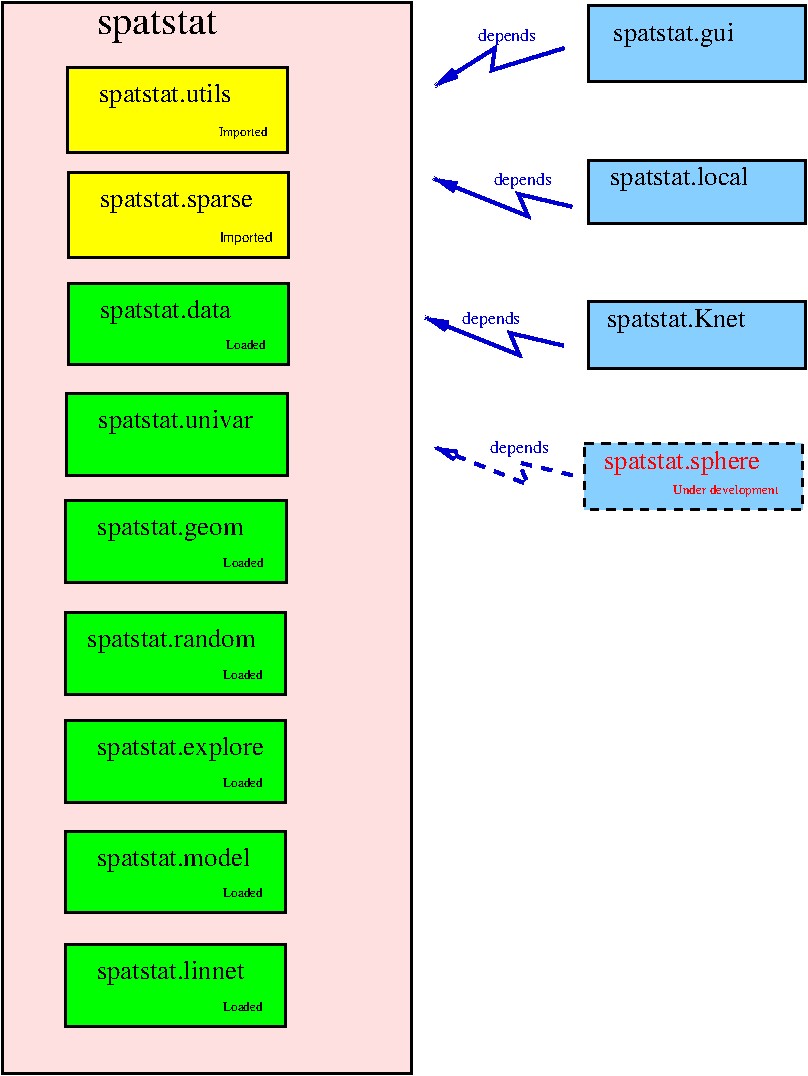 spatstat
spatstat.utils
Imported
spatstat.sparse
Imported
spatstat.data
Loaded
spatstat.univar
spatstat.geom
Loaded
spatstat.random
Loaded
spatstat.explore
Loaded
spatstat.model
Loaded
spatstat.linnet
Loaded
depends
spatstat.gui
depends
spatstat.local
depends
spatstat.Knet
depends
spatstat.sphere
Under development